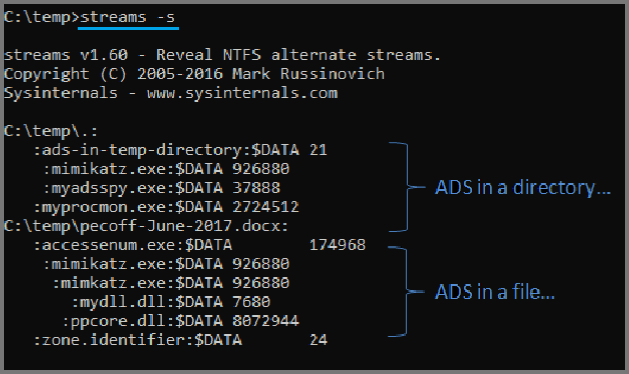 C:\temp>streams -s
streams v1.60 - Reveal NTFS alternate streams.
Copyright (C) 2005-2016 Mark Russinovich
Sysinternals - www.sysinternals.com
C:\temp\.:
:ads-in-temp-directory:$DATA 21
:mimikatz.exe:$DATA 926880
:myadsspy.exe:$DATA 37888
:myprocmon.exe:$DATA 2724512
ADS in a directory...
C:\temp\pecoff-June-2017.docx:
:accessenum.exe:$DATA 174968
:mimikatz.exe:$DATA 926880
:mimkatz.exe:$DATA 926880
:mydll.dll:$DATA 7680
:ppcore.dll:$DATA 8072944
:zone.identifier:$DATA 24
ADS in a file...